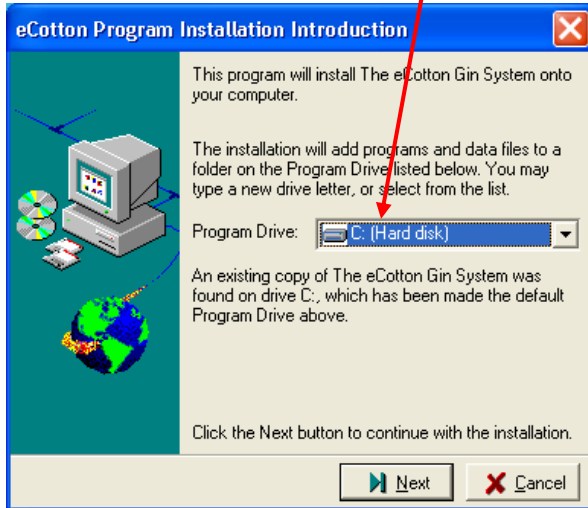 eCotton Program Installation Introduction
This program will install The eCotton Gin System onto
your computer.
The installation will add programs and data files to a
folder on the Program Drive listed below. You may
type a new drive letter, or select from the list.
Program Drive: C: (Hard disk)
An existing copy of The eCotton Gin System was
found on drive C:, which has been made the default
Program Drive above.
Click the Next button to continue with the installation.
Next Cancel